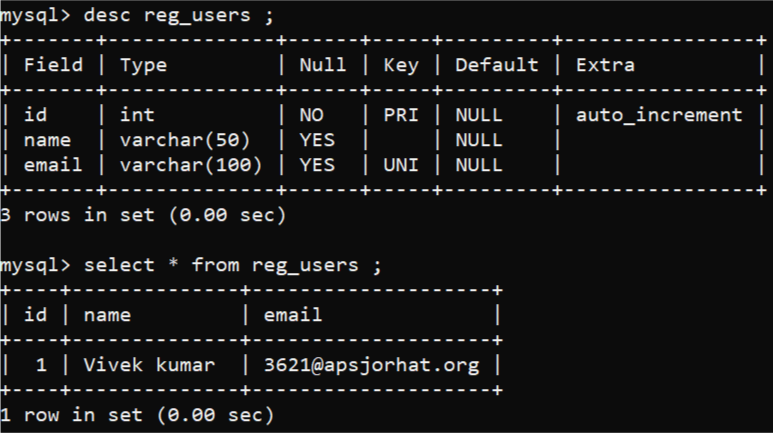 mysql> desc reg_users ;
+-------+--------------+------+-----+---------+----------------+
| Field | Type         | Null | Key | Default | Extra          |
+-------+--------------+------+-----+---------+----------------+
| id    | int          | NO   | PRI | NULL    | auto_increment |
| name  | varchar(50)  | YES  |     | NULL    |                |
| email | varchar(100) | YES  | UNI | NULL    |                |
+-------+--------------+------+-----+---------+----------------+
3 rows in set (0.00 sec)
mysql> select * from reg_users ;
+----+-------------+--------------------+
| id | name        | email              |
+----+-------------+--------------------+
|  1 | Vivek kumar | 3621@apsjorhat.org |
+----+-------------+--------------------+
1 row in set (0.00 sec)